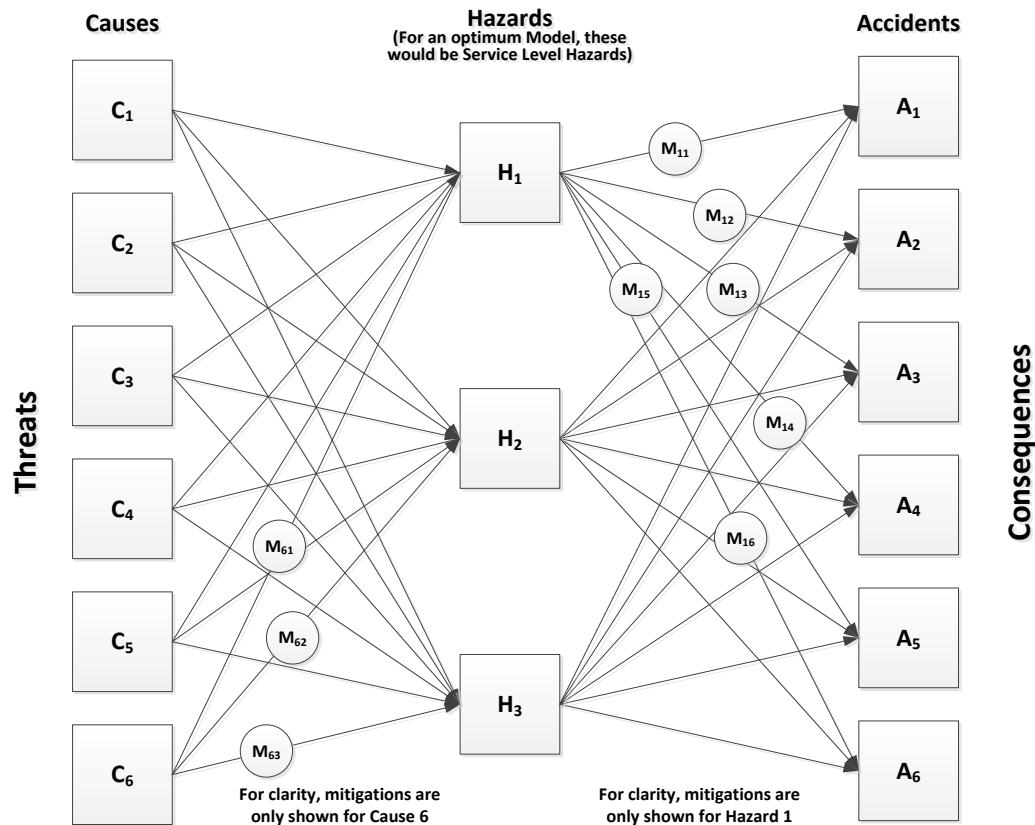 Causes
Hazards
(For an optimum Model, these
would be Service Level Hazards)
Accidents
Threats
Consequences
C₁
C₂
C₃
C₄
C₅
C₆
H₁
H₂
H₃
A₁
A₂
A₃
A₄
A₅
A₆
M₁₁
M₁₂
M₁₅
M₁₃
M₁₄
M₁₆
M₆₁
M₆₂
M₆₃
For clarity, mitigations are
only shown for Cause 6
For clarity, mitigations are
only shown for Hazard 1